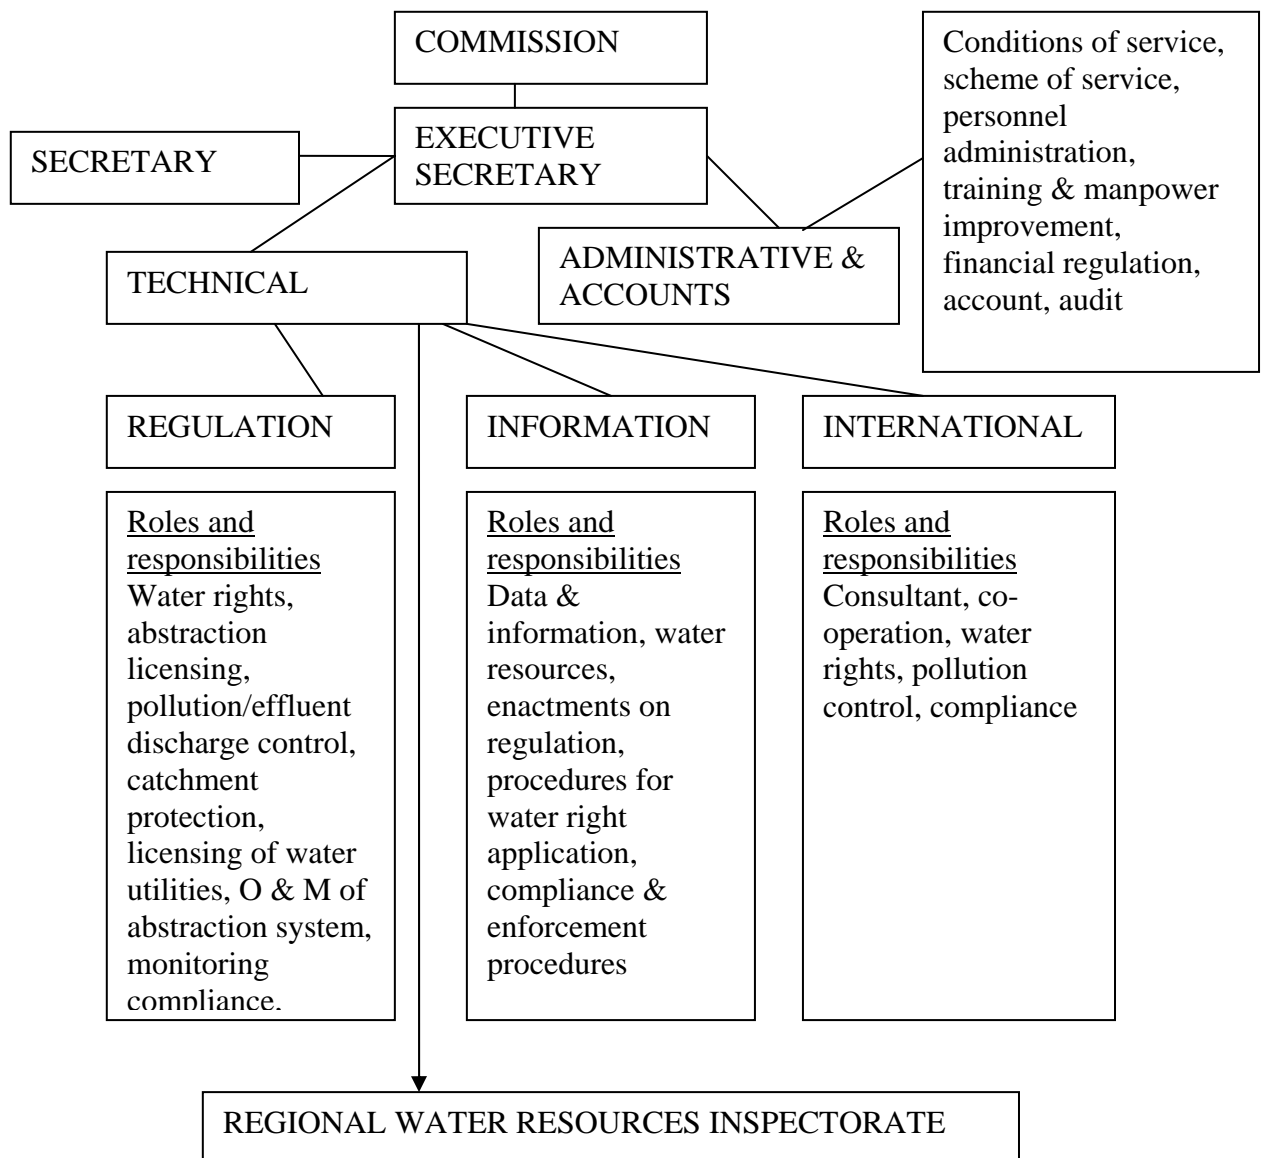 COMMISSION
Conditions of service,
scheme of service,
personnel
administration,
training & manpower
improvement,
financial regulation,
account, audit
EXECUTIVE
SECRETARY
SECRETARY
ADMINISTRATIVE &
ACCOUNTS
TECHNICAL
REGULATION
INFORMATION
INTERNATIONAL
Roles and
responsibilities
Water rights,
abstraction
licensing,
pollution/effluent
discharge control,
catchment
protection,
licensing of water
utilities, O & M of
abstraction system,
monitoring
compliance,
Roles and
responsibilities
Data &
information, water
resources,
enactments on
regulation,
procedures for
water right
application,
compliance &
enforcement
procedures
Roles and
responsibilities
Consultant, co-
operation, water
rights, pollution
control, compliance
REGIONAL WATER RESOURCES INSPECTORATE